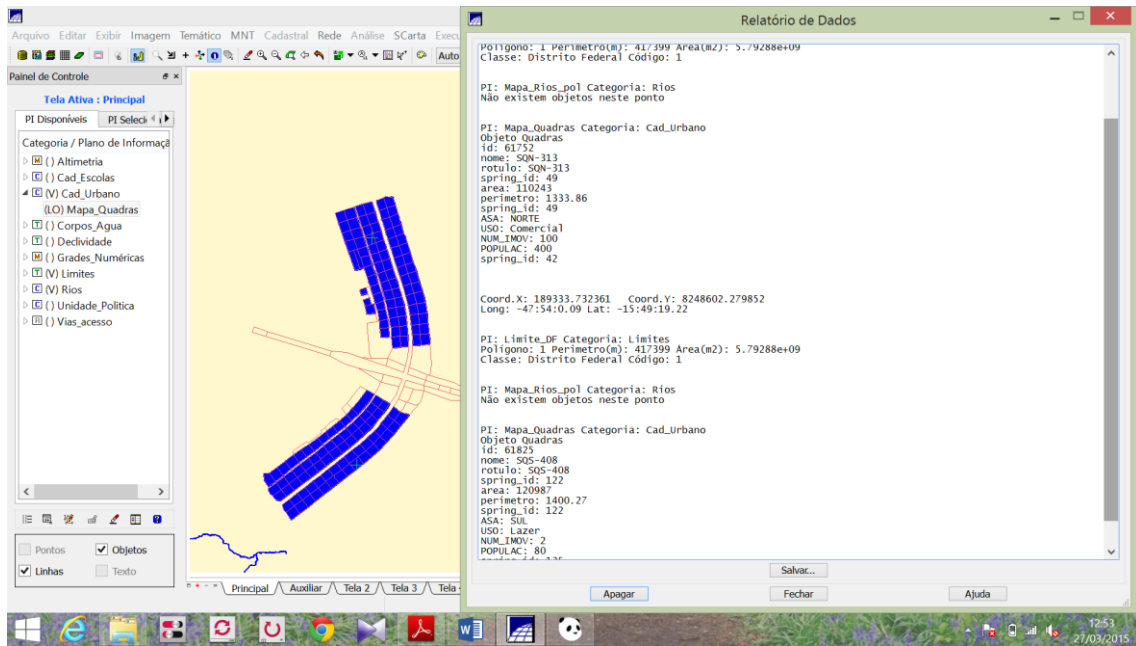 Relatório de Dados
Arquivo Editar Exibir Imagem Temático MNT Cadastral Rede Análise SCarta Execu
Auto
Painel de Controle
Tela Ativa : Principal
PI Disponíveis PI Selecio
Categoria / Plano de Informaçã
( ) Altimetria
( ) Cad_Escolas
(V) Cad_Urbano
(LO) Mapa_Quadras
( ) Corpos_Agua
( ) Declividade
( ) Grades_Numéricas
(V) Limites
(V) Rios
( ) Unidade_Politica
( ) Vias_acesso
Pontos Objetos
Linhas Texto
Principal Auxiliar Tela 2 Tela 3 Tela
Polígono: 1 Perímetro(m): 417399 Área(m2): 5.79288e+09
Classe: Distrito Federal Código: 1
PI: Mapa_Rios_pol Categoria: Rios
Não existem objetos neste ponto
PI: Mapa_Quadras Categoria: Cad_Urbano
Objeto Quadras
id: 61752
nome: SQN-313
rotulo: SQN-313
spring_id: 49
area: 110243
perimetro: 1333.86
spring_id: 49
ASA: NORTE
USO: Comercial
NUM_IMOV: 100
POPULAC: 400
spring_id: 42
Coord.X: 189333.732361 Coord.Y: 8248602.279852
Long: -47:54:0.09 Lat: -15:49:19.22
PI: Limite_DF Categoria: Limites
Polígono: 1 Perímetro(m): 417399 Área(m2): 5.79288e+09
Classe: Distrito Federal Código: 1
PI: Mapa_Rios_pol Categoria: Rios
Não existem objetos neste ponto
PI: Mapa_Quadras Categoria: Cad_Urbano
Objeto Quadras
id: 61825
nome: SQS-408
rotulo: SQS-408
spring_id: 122
area: 120987
perimetro: 1400.27
spring_id: 122
ASA: SUL
USO: Lazer
NUM_IMOV: 2
POPULAC: 80
Salvar...
Apagar Fechar Ajuda
12:53
27/03/2015